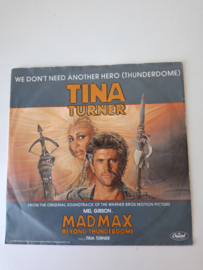 WE DON'T NEED ANOTHER HERO (THUNDERDOME)
TINA
TURNER
FROM THE ORIGINAL SOUNDTRACK OF THE WARNER BROS MOTION PICTURE
MEL GIBSON
MAD MAX
BEYOND THUNDERDOME
TINA TURNER
Capitol